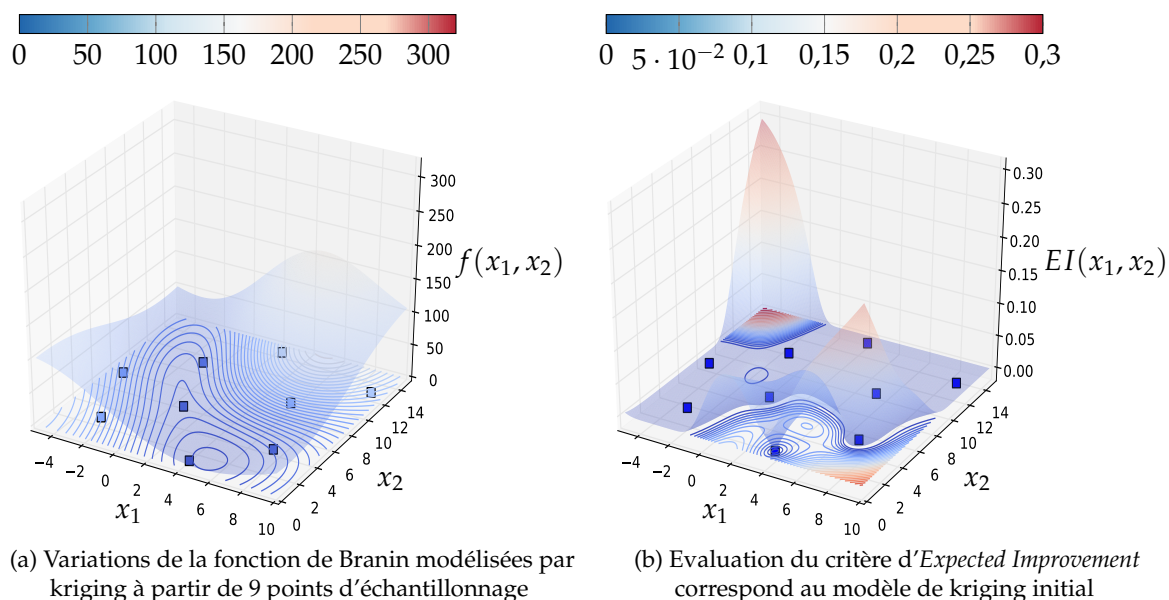 0 50 100 150 200 250 300
0 5 · 10⁻² 0,1 0,15 0,2 0,25 0,3
300
250
200
150
100
50
0
f(x₁, x₂)
−4 −2 0 2 4 6 8 10
x₁
0 2 4 6 8 10 12 14
x₂
0.30
0.25
0.20
0.15
0.10
0.05
0.00
EI(x₁, x₂)
−4 −2 0 2 4 6 8 10
x₁
0 2 4 6 8 10 12 14
x₂
(a) Variations de la fonction de Branin modélisées par
kriging à partir de 9 points d'échantillonnage
(b) Evaluation du critère d'Expected Improvement
correspond au modèle de kriging initial